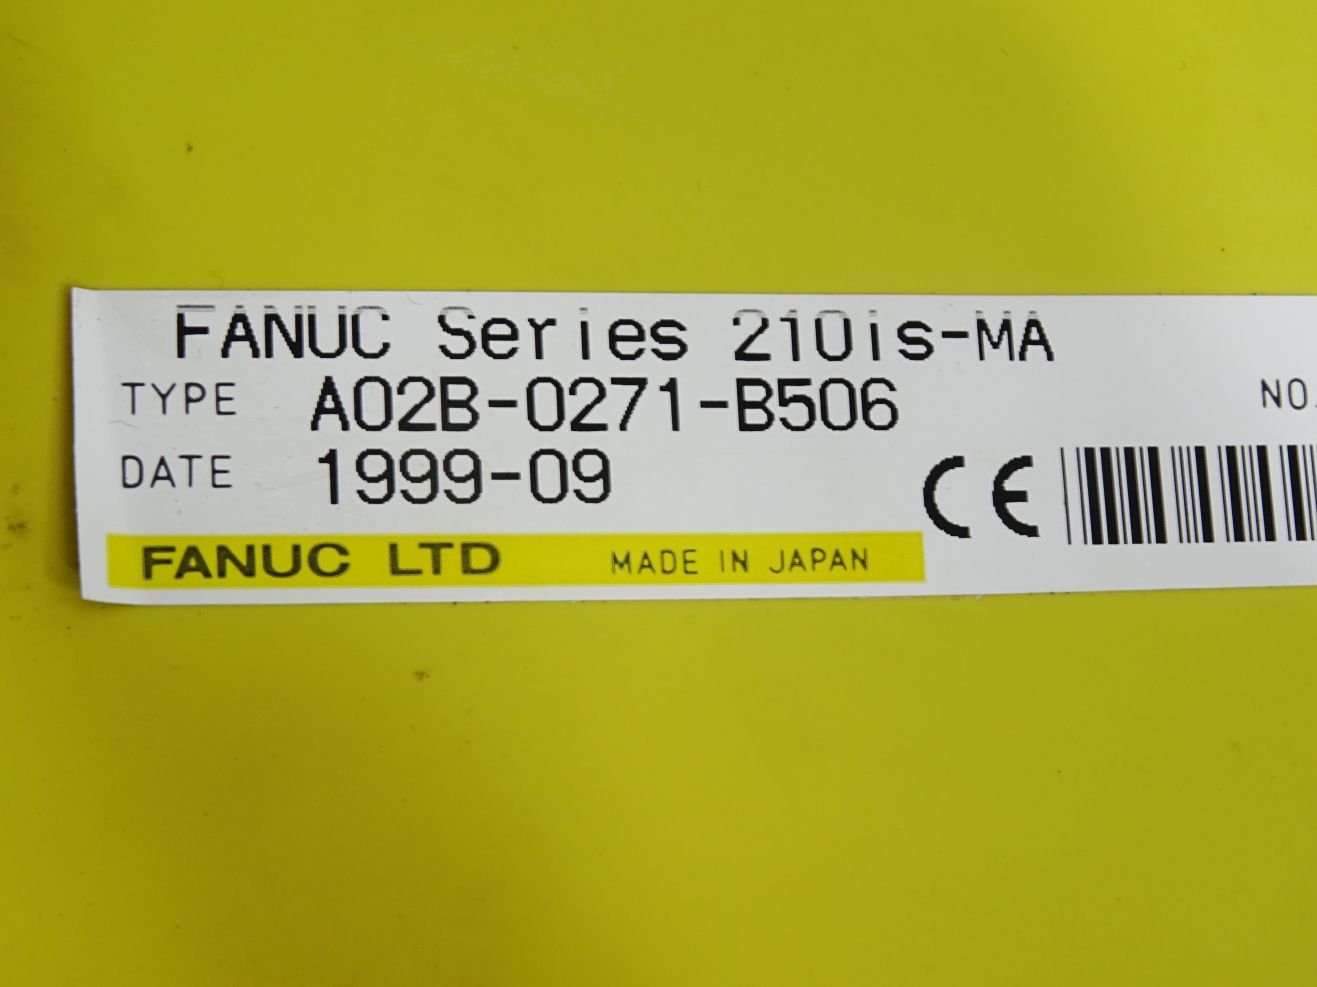 FANUC Series 210is-MA
TYPE A02B-0271-B506 NO.
DATE 1999-09
CE
FANUC LTD MADE IN JAPAN